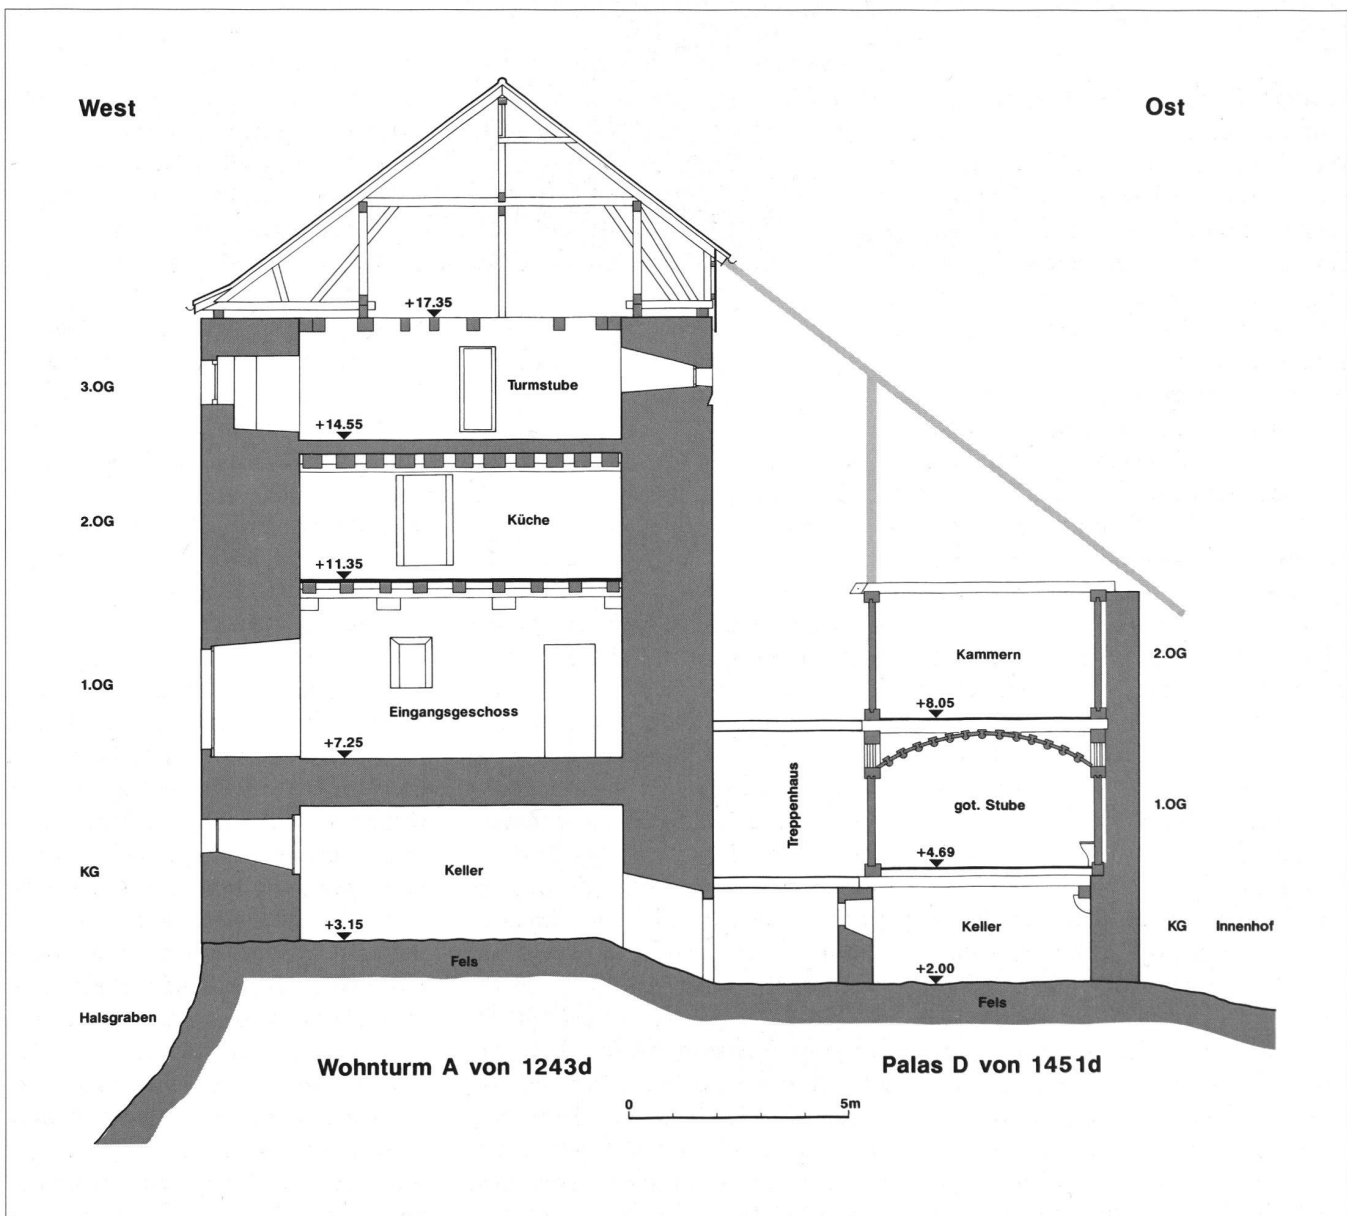 West
Ost
+17.35
3.OG
Turmstube
+14.55
2.OG
Küche
+11.35
Kammern
2.OG
1.OG
Eingangsgeschoss
+8.05
+7.25
Treppenhaus
got. Stube
1.OG
+4.69
KG
Keller
+3.15
Keller
KG Innenhof
Fels
+2.00
Fels
Halsgraben
Wohnturm A von 1243d
Palas D von 1451d
0 5m